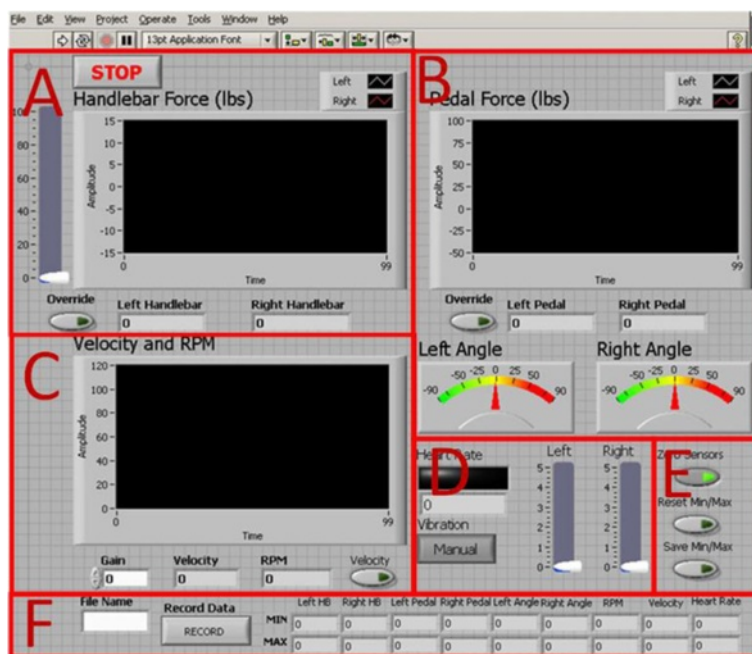 File Edit View Project Operate Tools Window Help
13pt Application Font
A
STOP
Handlebar Force (lbs)
Left
Right
100
80
60
40
20
0
Amplitude
15
10
5
0
-5
-10
-15
0
99
Time
Override
Left Handlebar
Right Handlebar
0
0
B
Pedal Force (lbs)
Left
Right
Amplitude
100
75
50
25
0
-25
-50
0
99
Time
Override
Left Pedal
Right Pedal
0
0
Left Angle
Right Angle
-90 -50 -25 0 25 50 90
-90 -50 -25 0 25 50 90
C
Velocity and RPM
Amplitude
120
100
80
60
40
20
0
0
99
Time
Gain
Velocity
RPM
Velocity
0
0
0
D
Heart Rate
0
Vibration
Manual
Left
Right
5
4
3
2
1
0
5
4
3
2
1
0
E
Zero Sensors
Reset Min/Max
Save Min/Max
F
File Name
Record Data
RECORD
Left HB Right HB Left Pedal Right Pedal Left Angle Right Angle RPM Velocity Heart Rate
MIN 0 0 0 0 0 0 0 0 0
MAX 0 0 0 0 0 0 0 0 0